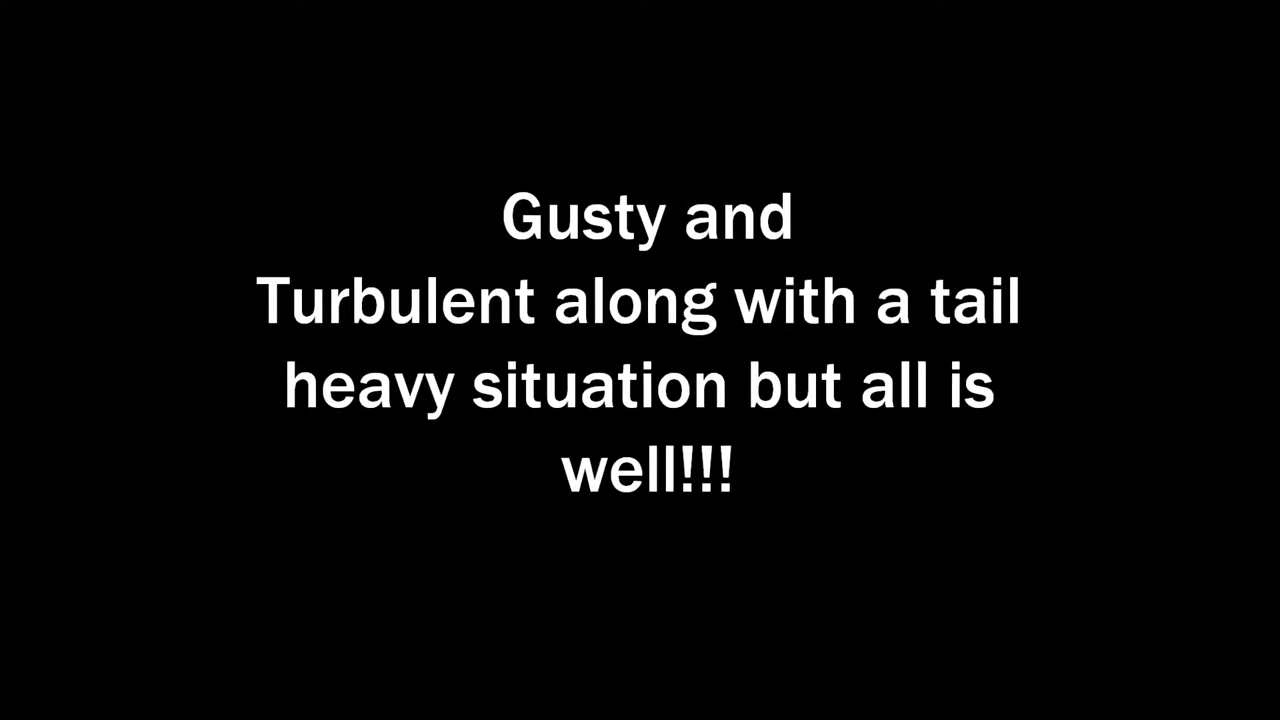 Gusty and
Turbulent along with a tail
heavy situation but all is
well!!!